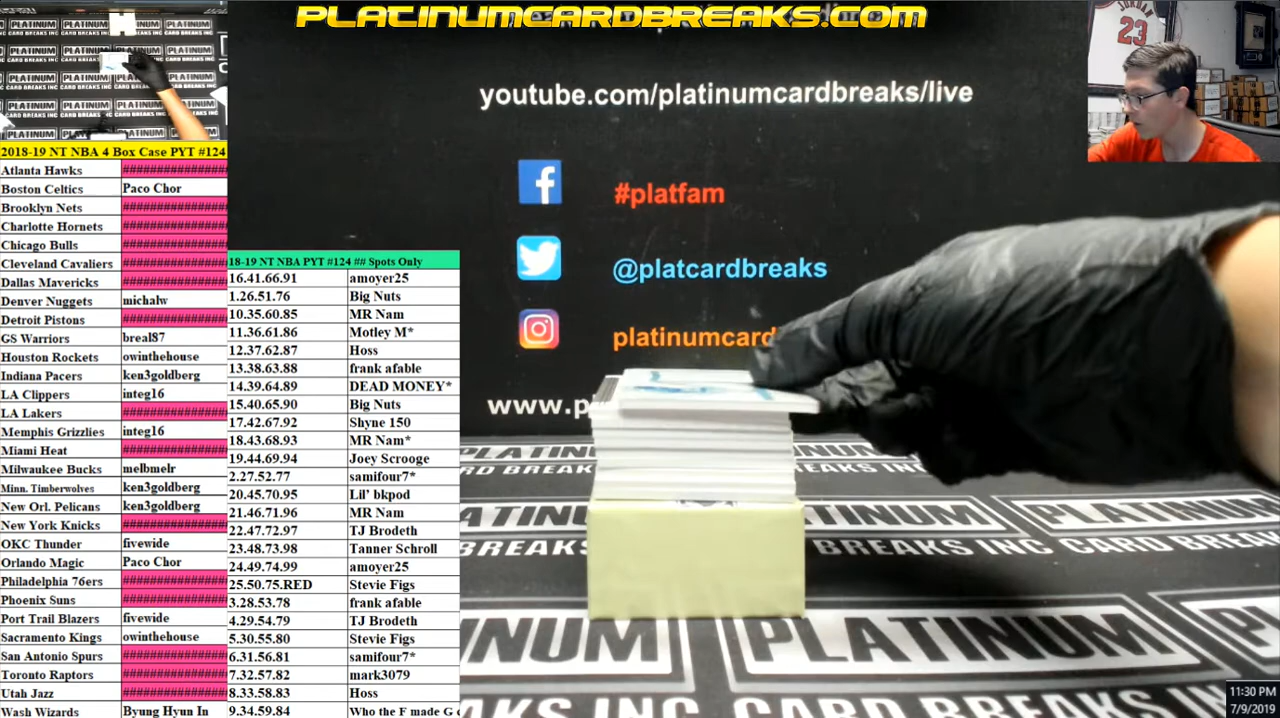 PLATINUMCARDBREAKS.COM
youtube.com/platinumcardbreaks/live
#platfam
@platcardbreaks
platinumcard
www.p
JORDAN
23
2018-19 NT NBA 4 Box Case PYT #124
Atlanta Hawks ################
Boston Celtics Paco Chor
Brooklyn Nets ################
Charlotte Hornets ################
Chicago Bulls ################
Cleveland Cavaliers ################
Dallas Mavericks ################
Denver Nuggets michalw
Detroit Pistons ################
GS Warriors breal87
Houston Rockets owinthehouse
Indiana Pacers ken3goldberg
LA Clippers integ16
LA Lakers ################
Memphis Grizzlies integ16
Miami Heat ################
Milwaukee Bucks melbmelr
Minn. Timberwolves ken3goldberg
New Orl. Pelicans ken3goldberg
New York Knicks ################
OKC Thunder fivewide
Orlando Magic Paco Chor
Philadelphia 76ers ################
Phoenix Suns ################
Port Trail Blazers fivewide
Sacramento Kings owinthehouse
San Antonio Spurs ################
Toronto Raptors ################
Utah Jazz ################
Wash Wizards Byung Hyun In
18-19 NT NBA PYT #124 ## Spots Only
16.41.66.91 amoyer25
1.26.51.76 Big Nuts
10.35.60.85 MR Nam
11.36.61.86 Motley M*
12.37.62.87 Hoss
13.38.63.88 frank afable
14.39.64.89 DEAD MONEY*
15.40.65.90 Big Nuts
17.42.67.92 Shyne 150
18.43.68.93 MR Nam*
19.44.69.94 Joey Scrooge
2.27.52.77 samifour7*
20.45.70.95 Lil' bkpod
21.46.71.96 MR Nam
22.47.72.97 TJ Brodeth
23.48.73.98 Tanner Schroll
24.49.74.99 amoyer25
25.50.75.RED Stevie Figs
3.28.53.78 frank afable
4.29.54.79 TJ Brodeth
5.30.55.80 Stevie Figs
6.31.56.81 samifour7*
7.32.57.82 mark3079
8.33.58.83 Hoss
9.34.59.84 Who the F made G
PLATINUM
CARD BREAKS INC
11:30 PM
7/9/2019